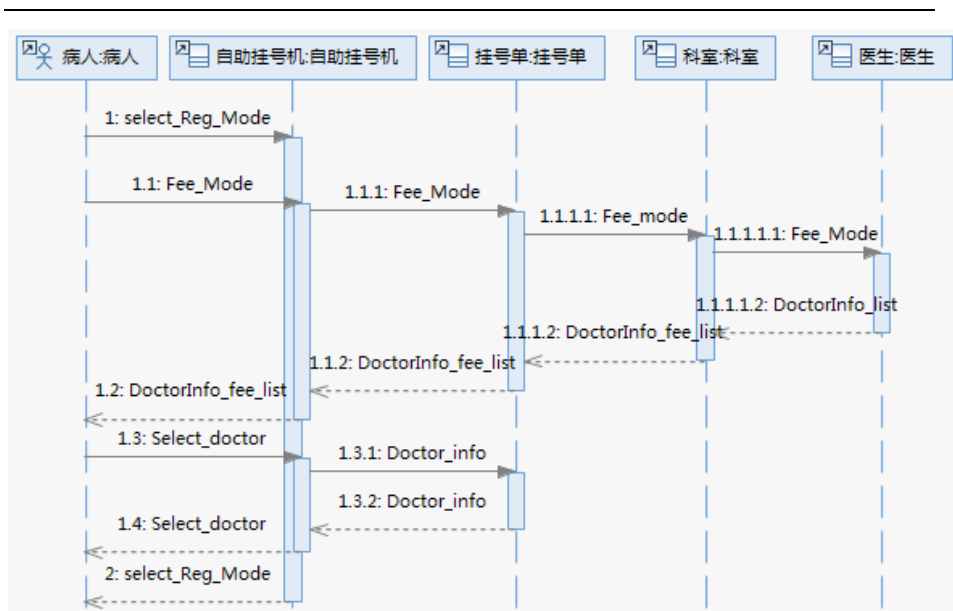 病人:病人
自助挂号机:自助挂号机
挂号单:挂号单
科室:科室
医生:医生
1: select_Reg_Mode
1.1: Fee_Mode
1.1.1: Fee_Mode
1.1.1.1: Fee_mode
1.1.1.1.1: Fee_Mode
1.1.1.1.2: DoctorInfo_list
1.1.1.2: DoctorInfo_fee_list
1.1.2: DoctorInfo_fee_list
1.2: DoctorInfo_fee_list
1.3: Select_doctor
1.3.1: Doctor_info
1.3.2: Doctor_info
1.4: Select_doctor
2: select_Reg_Mode